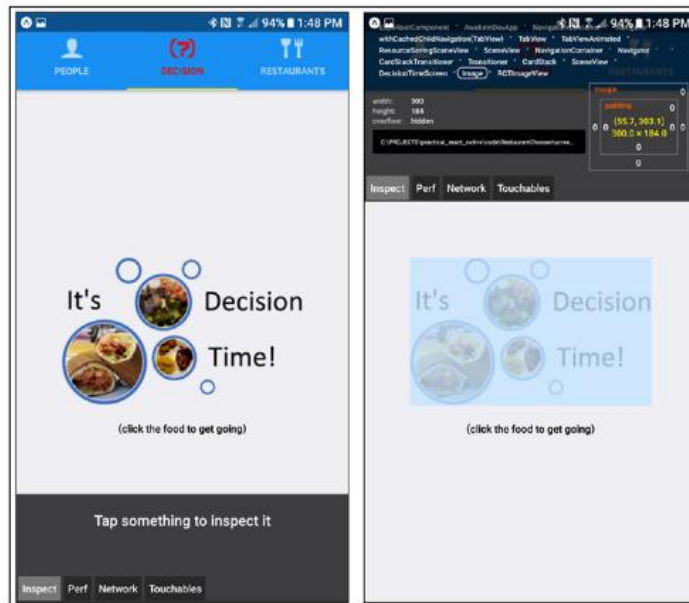 94% 1:48 PM
PEOPLE DECISION RESTAURANTS
(?)
It's Decision
Time!
(click the food to get going)
Tap something to inspect it
Inspect Perf Network Touchables
94% 1:48 PM
withCachedChildNavigation(TabView) TabView TabViewAnimated
ResourceSavingSceneView SceneView NavigationContainer Navigator
CardStackTransitioner Transitioner CardStack SceneView
DecisionTimeScreen Image RCTImageView
RESTAURANTS
margin 0
padding 0
width: 300
height: 184
overflow: hidden
0 0 (55.7, 303.1) 0 0
300.0 × 184.0
0
0
Inspect Perf Network Touchables
It's Decision
Time!
(click the food to get going)